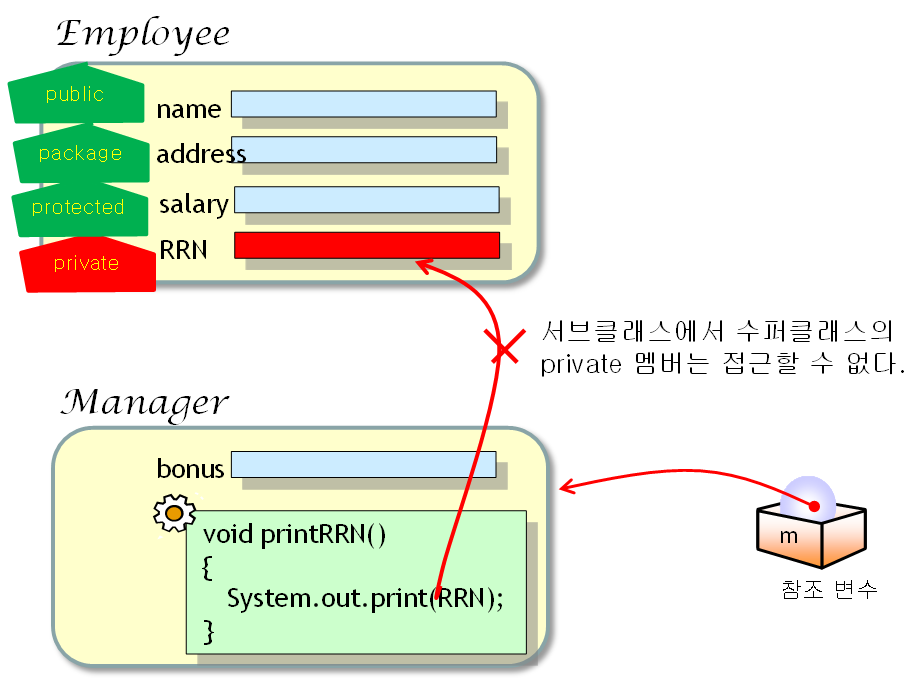 Employee
public
name
package
address
protected
salary
private
RRN
서브클래스에서 수퍼클래스의
private 멤버는 접근할 수 없다.
Manager
bonus
void printRRN()
{
System.out.print(RRN);
}
m
참조 변수